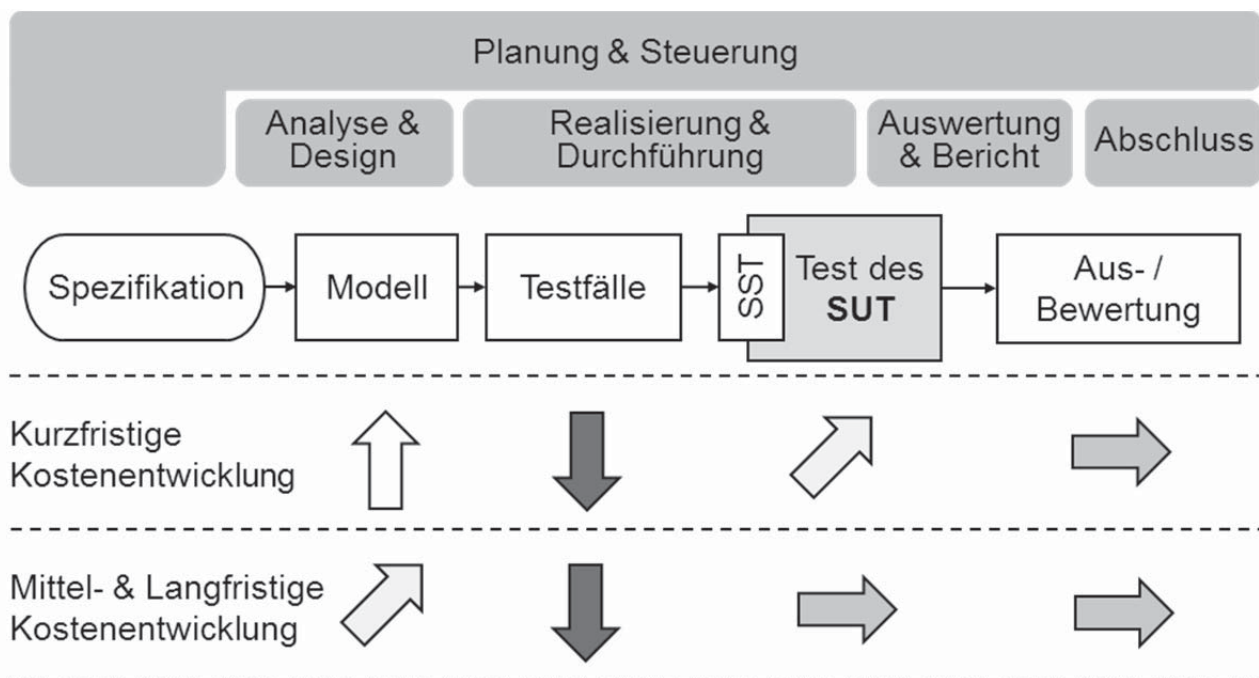 Planung & Steuerung
Analyse &
Design
Realisierung &
Durchführung
Auswertung
& Bericht
Abschluss
Spezifikation
Modell
Testfälle
SST
Test des
SUT
Aus- /
Bewertung
Kurzfristige
Kostenentwicklung
Mittel- & Langfristige
Kostenentwicklung